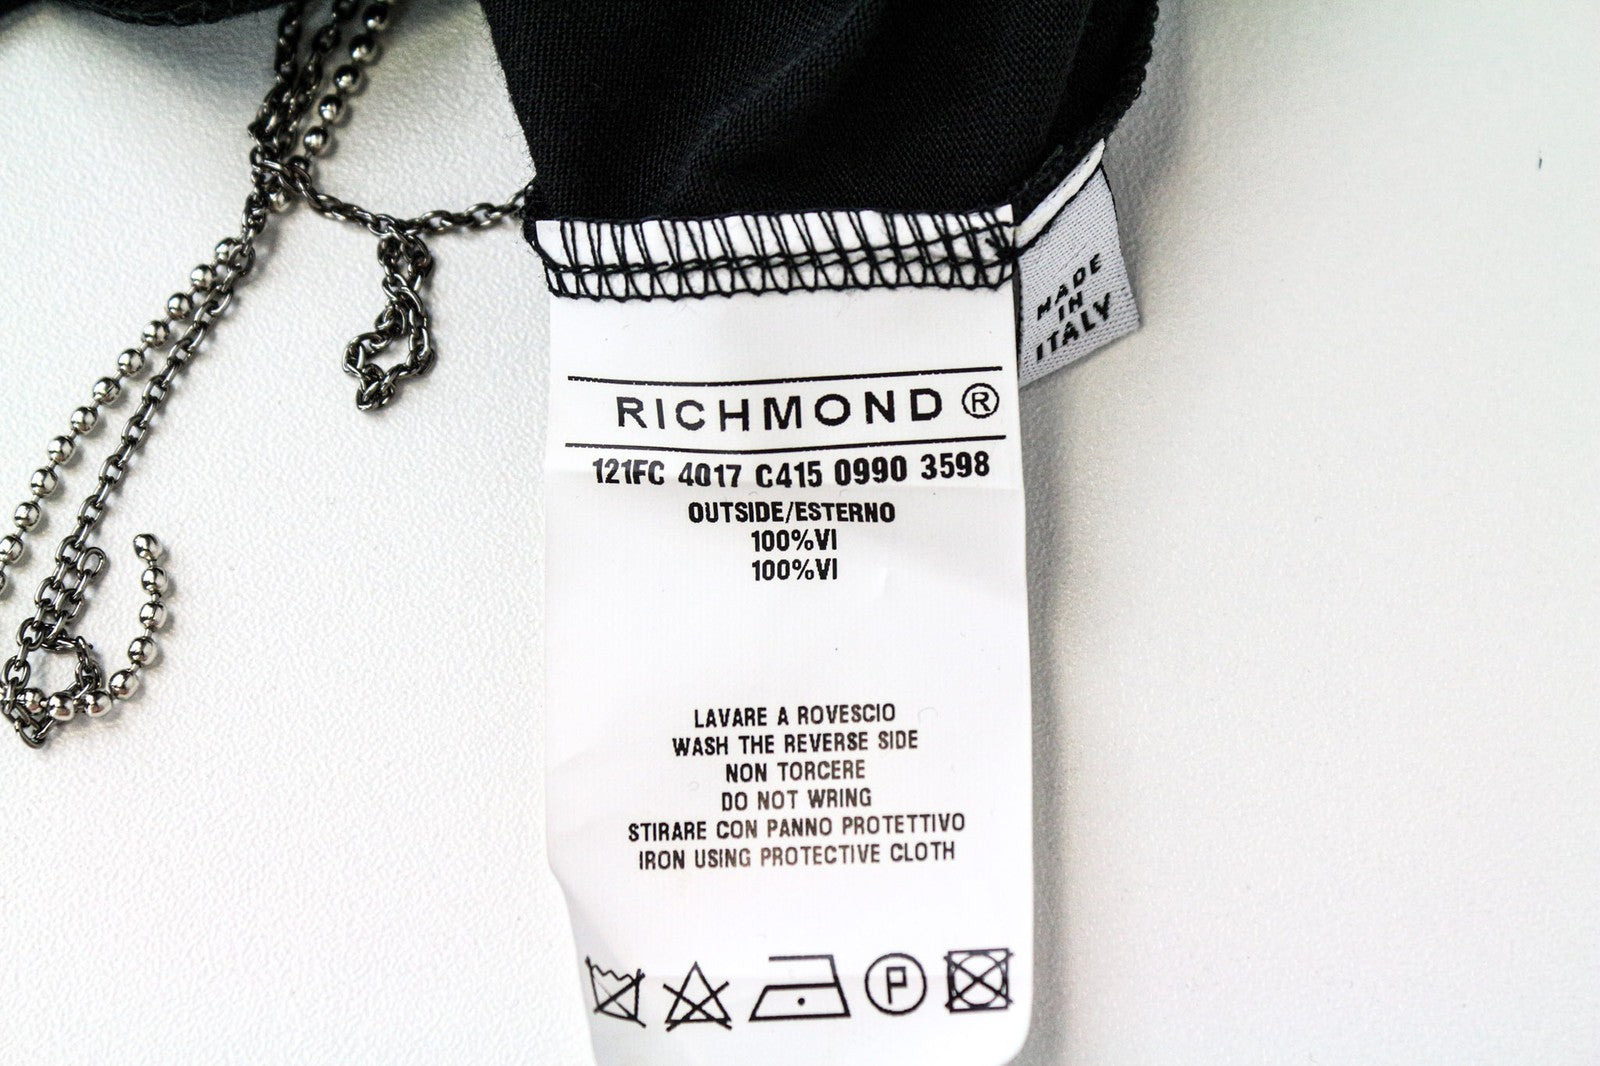 MADE
IN
ITALY
RICHMOND ®
121FC 4017 C415 0990 3598
OUTSIDE/ESTERNO
100%VI
100%VI
LAVARE A ROVESCIO
WASH THE REVERSE SIDE
NON TORCERE
DO NOT WRING
STIRARE CON PANNO PROTETTIVO
IRON USING PROTECTIVE CLOTH
P